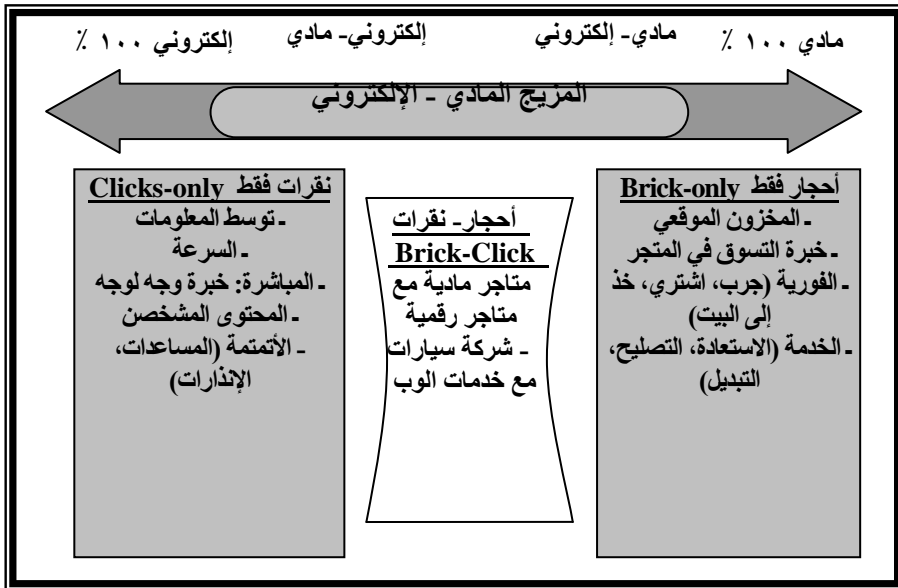 مادي ١٠٠ ٪
مادي- إلكتروني
إلكتروني- مادي
إلكتروني ١٠٠ ٪
المزيج المادي - الإلكتروني
أحجار فقط Brick-only
- المخزون الموقعي
- خبرة التسوق في المتجر
- الفورية (جرب، اشتري، خذ
إلى البيت)
- الخدمة (الاستعادة، التصليح،
التبديل)
أحجار- نقرات
Brick-Click
متاجر مادية مع
متاجر رقمية
- شركة سيارات
مع خدمات الوب
نقرات فقط Clicks-only
- توسط المعلومات
- السرعة
- المباشرة: خبرة وجه لوجه
- المحتوى المشخصن
- الأتمتمة (المساعدات،
الإنذارات)